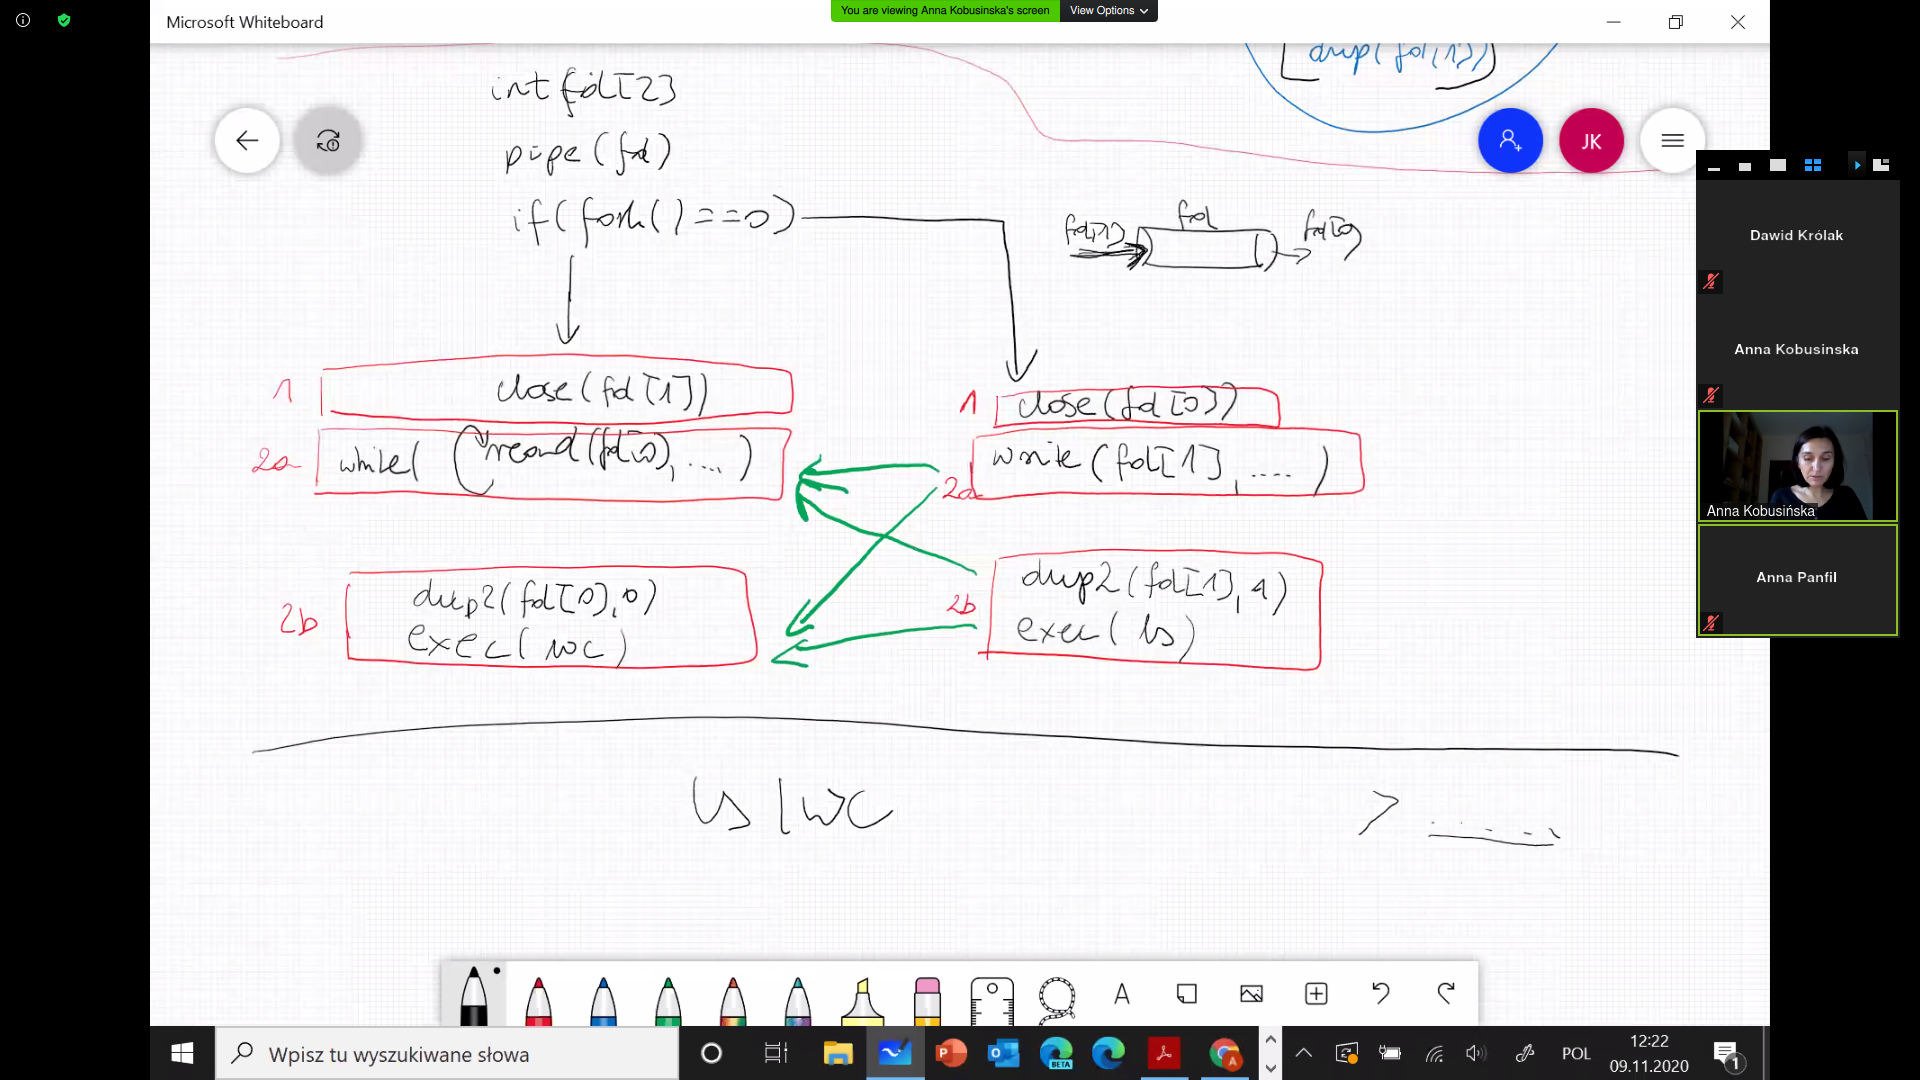 You are viewing Anna Kobusinska's screen
View Options
Microsoft Whiteboard
dup(fd[1])
int fd[2]
pipe(fd)
if(fork()==0)
JK
fd[1]
fd
fd[0]
Dawid Królak
Anna Kobusinska
Anna Kobusińska
Anna Panfil
1
close(fd[1])
1
close(fd[0])
2a
while( read(fd[0], .... )
2a
write(fd[1], .... )
2b
dup2(fd[0],0)
exec(wc)
2b
dup2(fd[1],1)
exec(ls)
ls | wc
> .....
A
Wpisz tu wyszukiwane słowa
BETA
A
POL
12:22
09.11.2020
1